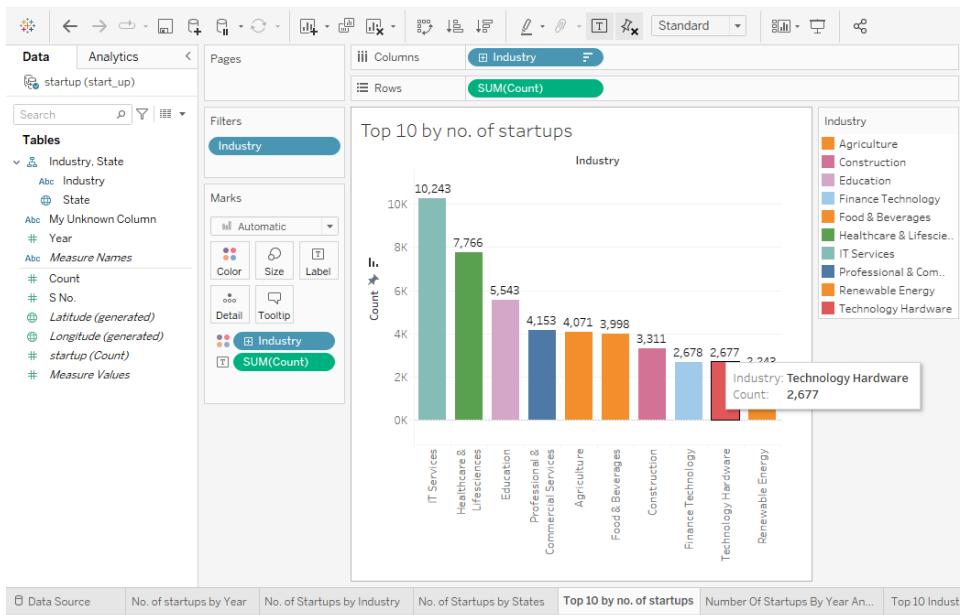 Standard
Data
Analytics
startup (start_up)
Search
Tables
Industry, State
Abc Industry
State
Abc My Unknown Column
# Year
Abc Measure Names
# Count
# S No.
Latitude (generated)
Longitude (generated)
# startup (Count)
# Measure Values
Pages
Filters
Industry
Marks
Automatic
Color Size Label
Detail Tooltip
Industry
SUM(Count)
Columns Industry
Rows SUM(Count)
Top 10 by no. of startups
Industry
Count
10K
8K
6K
4K
2K
0K
10,243
7,766
5,543
4,153
4,071
3,998
3,311
2,678
2,677
2,243
Industry: Technology Hardware
Count: 2,677
IT Services
Healthcare &
Lifesciences
Education
Professional &
Commercial Services
Agriculture
Food & Beverages
Construction
Finance Technology
Technology Hardware
Renewable Energy
Industry
Agriculture
Construction
Education
Finance Technology
Food & Beverages
Healthcare & Lifescie..
IT Services
Professional & Com..
Renewable Energy
Technology Hardware
Data Source
No. of startups by Year
No. of Startups by Industry
No. of Startups by States
Top 10 by no. of startups
Number Of Startups By Year An...
Top 10 Indust